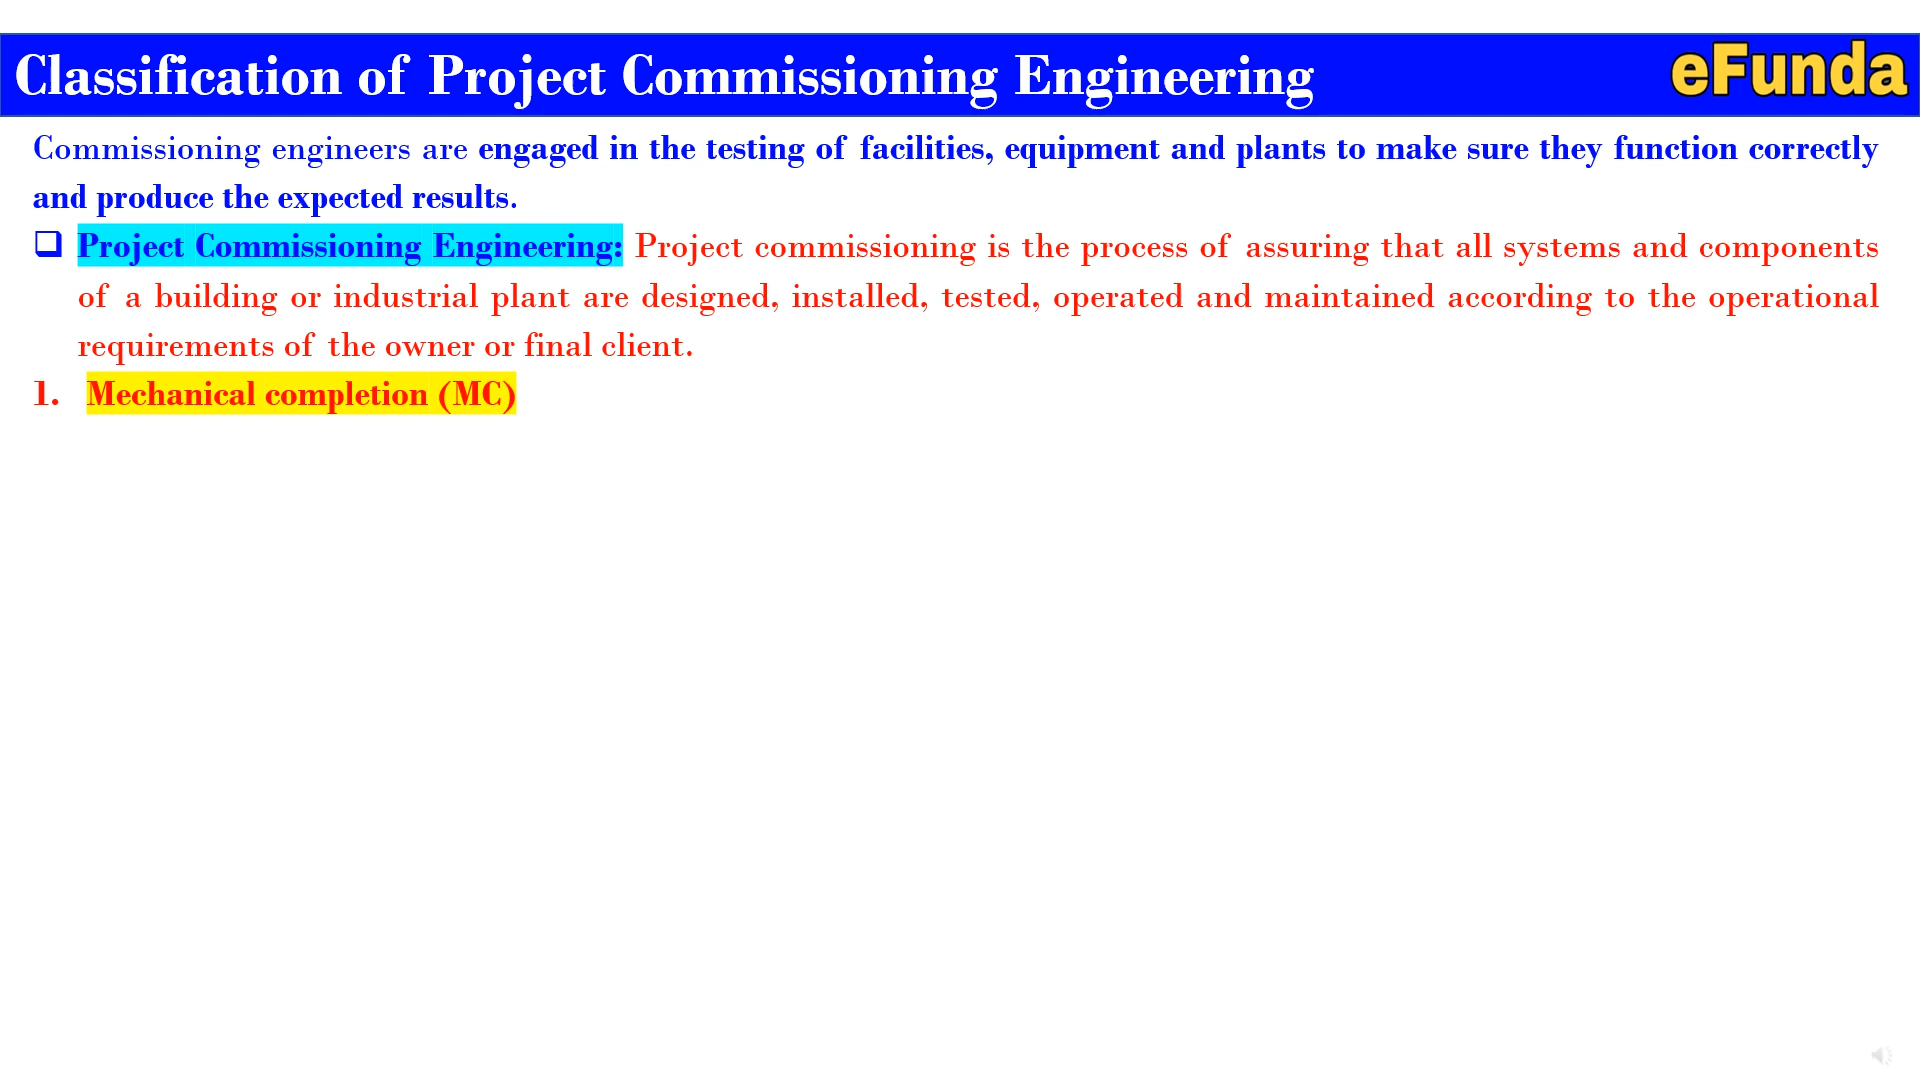 Classification of Project Commissioning Engineering
eFunda
Commissioning engineers are engaged in the testing of facilities, equipment and plants to make sure they function correctly
and produce the expected results.
❑ Project Commissioning Engineering: Project commissioning is the process of assuring that all systems and components
of a building or industrial plant are designed, installed, tested, operated and maintained according to the operational
requirements of the owner or final client.
1. Mechanical completion (MC)